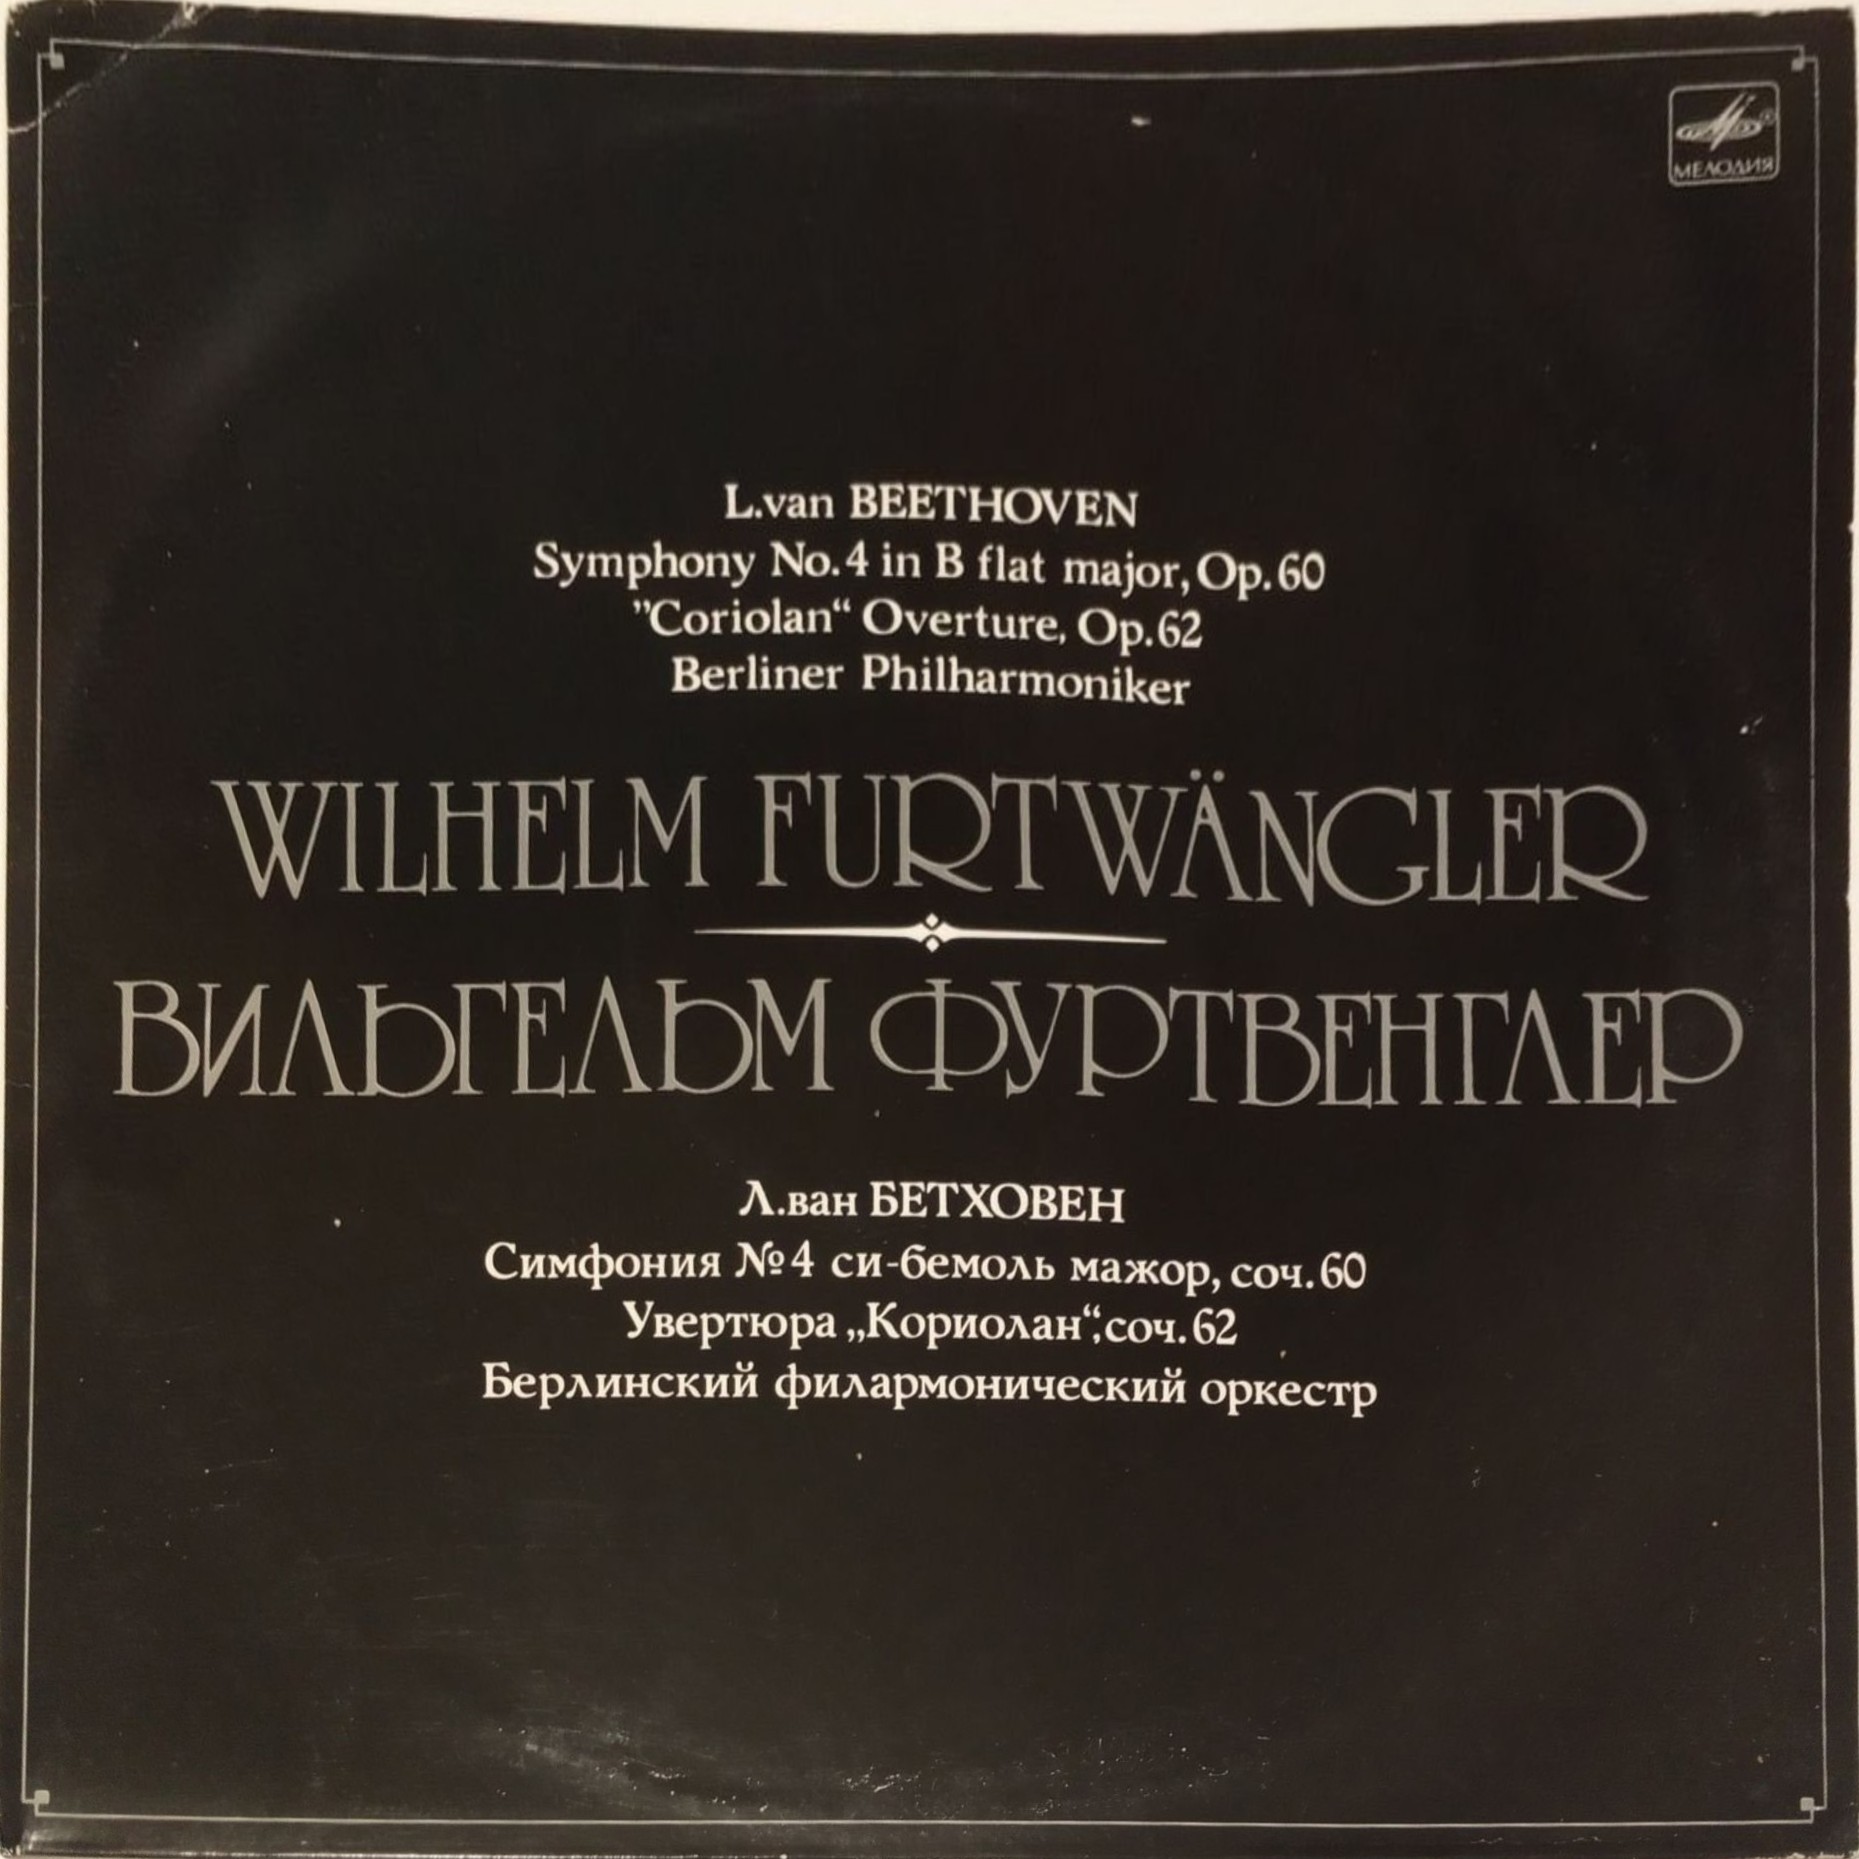 МЕЛОДИЯ
L.van BEETHOVEN
Symphony No.4 in B flat major, Op.60
”Coriolan“ Overture, Op.62
Berliner Philharmoniker
WILHELM FURTWÄNGLER
ВИЛЬГЕЛЬМ ФУРТВЕНГЛЕР
Л.ван БЕТХОВЕН
Симфония №4 си-бемоль мажор, соч.60
Увертюра „Кориолан“, соч.62
Берлинский филармонический оркестр